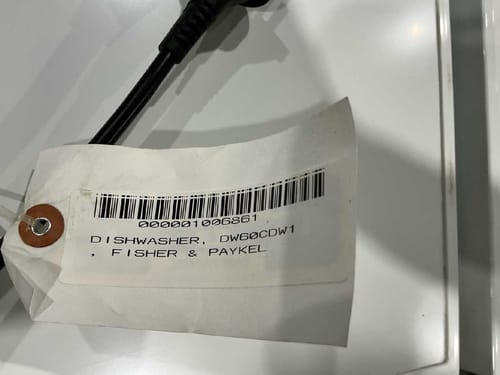 000001006861
DISHWASHER, DW60CDW1
. FISHER & PAYKEL